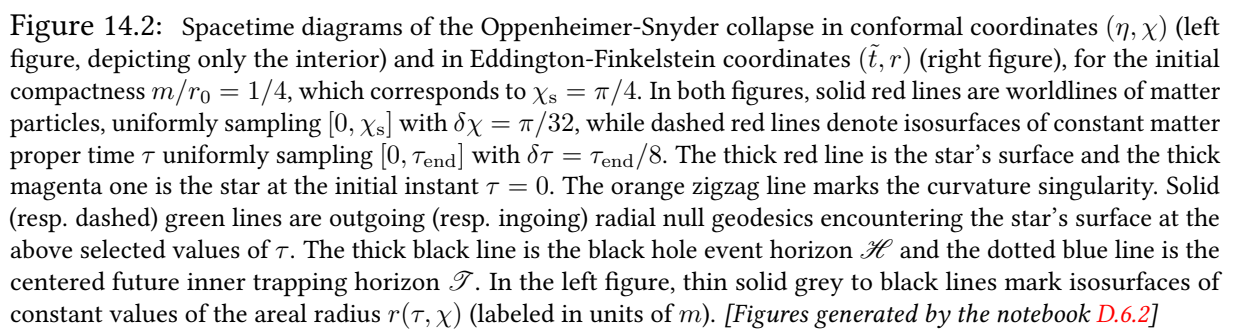 Figure 14.2: Spacetime diagrams of the Oppenheimer-Snyder collapse in conformal coordinates (η, χ) (left
figure, depicting only the interior) and in Eddington-Finkelstein coordinates (t̃, r) (right figure), for the initial
compactness m/r₀ = 1/4, which corresponds to χₛ = π/4. In both figures, solid red lines are worldlines of matter
particles, uniformly sampling [0, χₛ] with δχ = π/32, while dashed red lines denote isosurfaces of constant matter
proper time τ uniformly sampling [0, τ_end] with δτ = τ_end/8. The thick red line is the star’s surface and the thick
magenta one is the star at the initial instant τ = 0. The orange zigzag line marks the curvature singularity. Solid
(resp. dashed) green lines are outgoing (resp. ingoing) radial null geodesics encountering the star’s surface at the
above selected values of τ. The thick black line is the black hole event horizon ℋ and the dotted blue line is the
centered future inner trapping horizon 𝒯. In the left figure, thin solid grey to black lines mark isosurfaces of
constant values of the areal radius r(τ, χ) (labeled in units of m). [Figures generated by the notebook D.6.2]